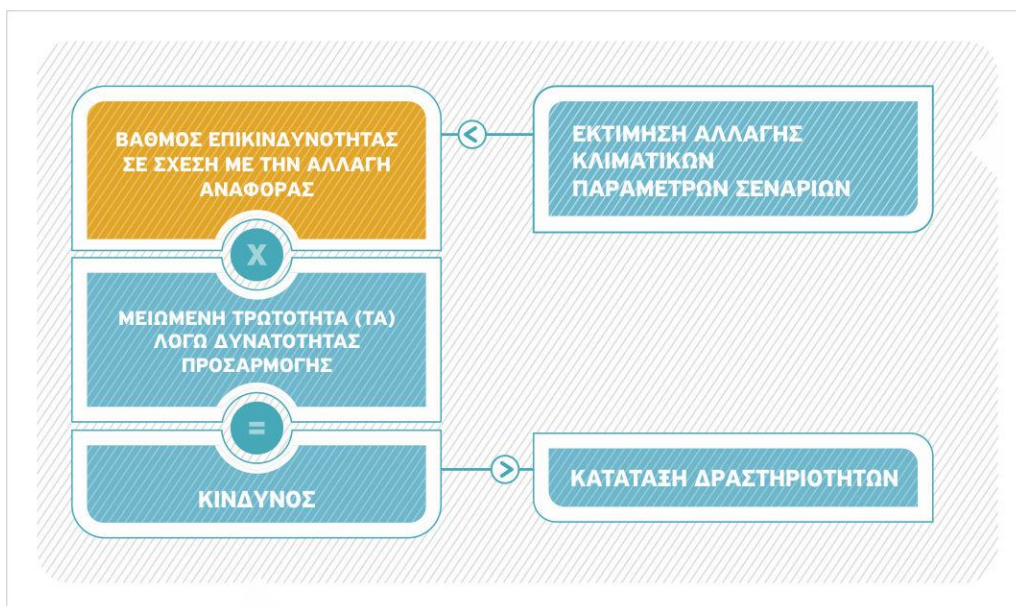 ΒΑΘΜΟΣ ΕΠΙΚΙΝΔΥΝΟΤΗΤΑΣ
ΣΕ ΣΧΕΣΗ ΜΕ ΤΗΝ ΑΛΛΑΓΗ
ΑΝΑΦΟΡΑΣ
<
ΕΚΤΙΜΗΣΗ ΑΛΛΑΓΗΣ
ΚΛΙΜΑΤΙΚΩΝ
ΠΑΡΑΜΕΤΡΩΝ ΣΕΝΑΡΙΩΝ
X
ΜΕΙΩΜΕΝΗ ΤΡΩΤΟΤΗΤΑ (ΤΑ)
ΛΟΓΩ ΔΥΝΑΤΟΤΗΤΑΣ
ΠΡΟΣΑΡΜΟΓΗΣ
=
ΚΙΝΔΥΝΟΣ
>
ΚΑΤΑΤΑΞΗ ΔΡΑΣΤΗΡΙΟΤΗΤΩΝ